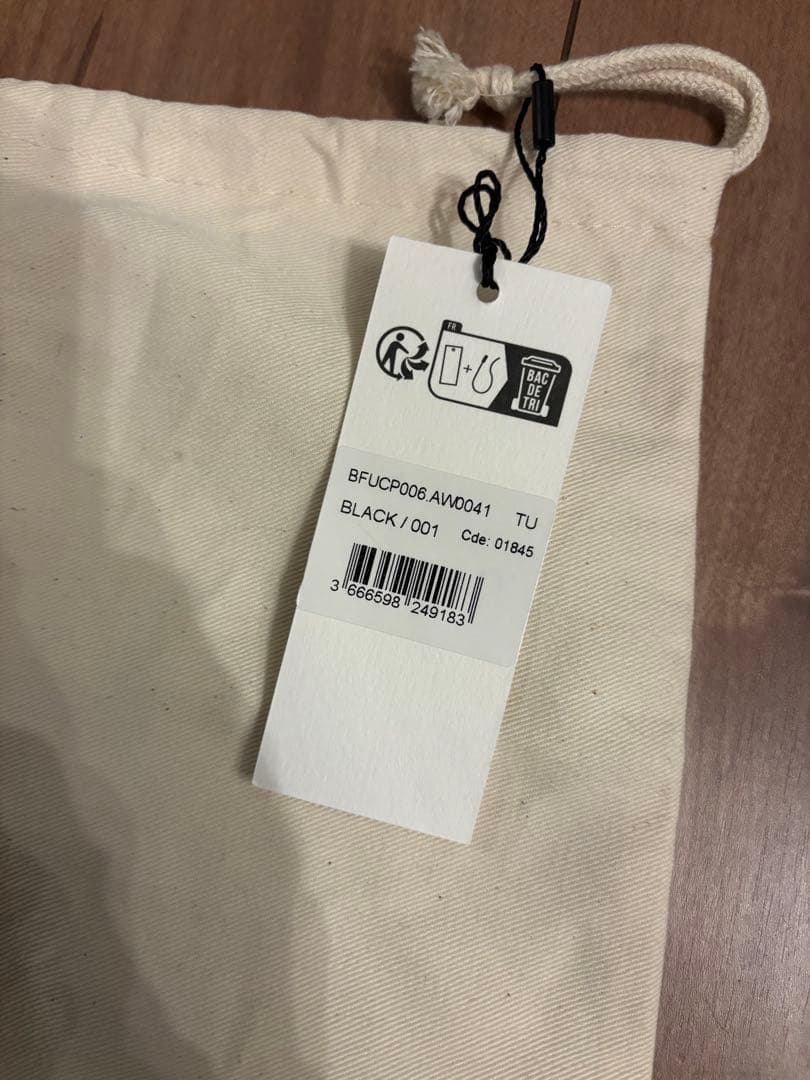 FR
+
BAC
DE
TRI
BFUCP006.AW0041 TU
BLACK / 001 Cde: 01845
3 666598 249183